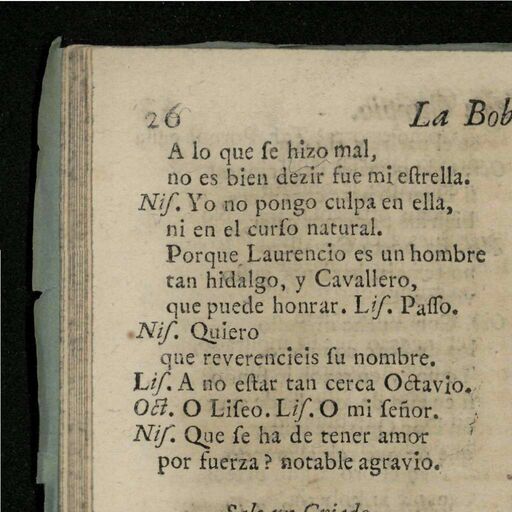 26 La Bob
A lo que ſe hizo mal,
no es bien dezir fue mi eſtrella.
Niſ. Yo no pongo culpa en ella,
ni en el curſo natural.
Porque Laurencio es un hombre
tan hidalgo, y Cavallero,
que puede honrar. Liſ. Paſſo.
Niſ. Quiero
que reverencieis ſu nombre.
Liſ. A no eſtar tan cerca Octavio.
Oct. O Liſeo. Liſ. O mi ſeñor.
Niſ. Que ſe ha de tener amor
por fuerza? notable agravio.
Sale un Criado